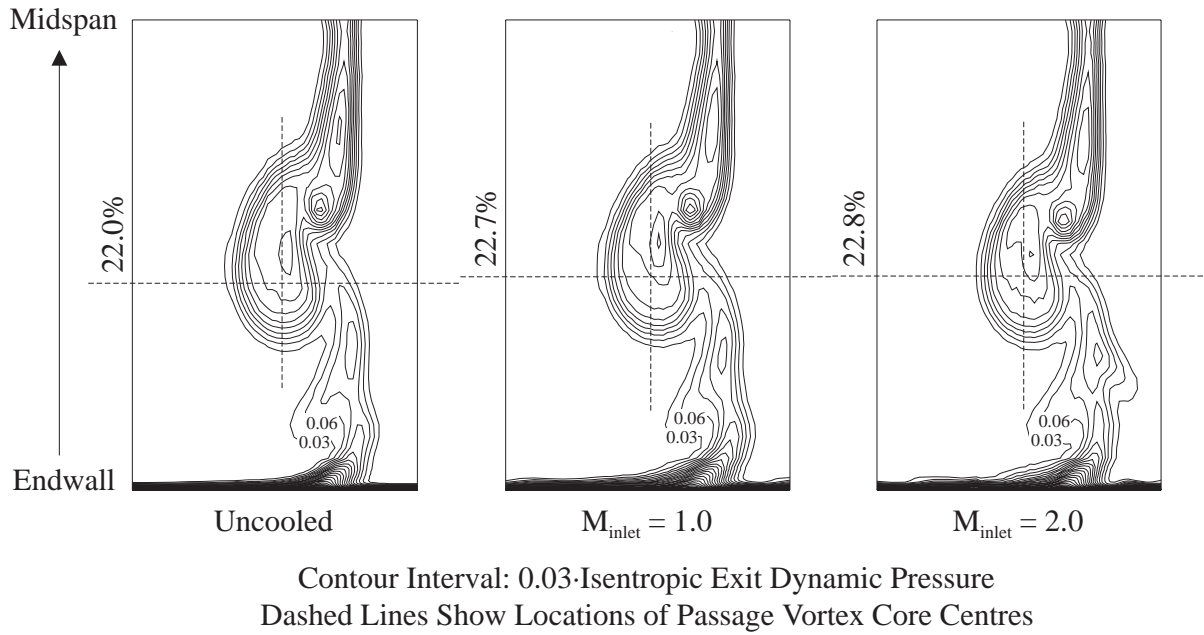 Midspan
Endwall
22.0%
0.06
0.03
Uncooled
22.7%
0.06
0.03
M_inlet = 1.0
22.8%
0.06
0.03
M_inlet = 2.0
Contour Interval: 0.03·Isentropic Exit Dynamic Pressure
Dashed Lines Show Locations of Passage Vortex Core Centres